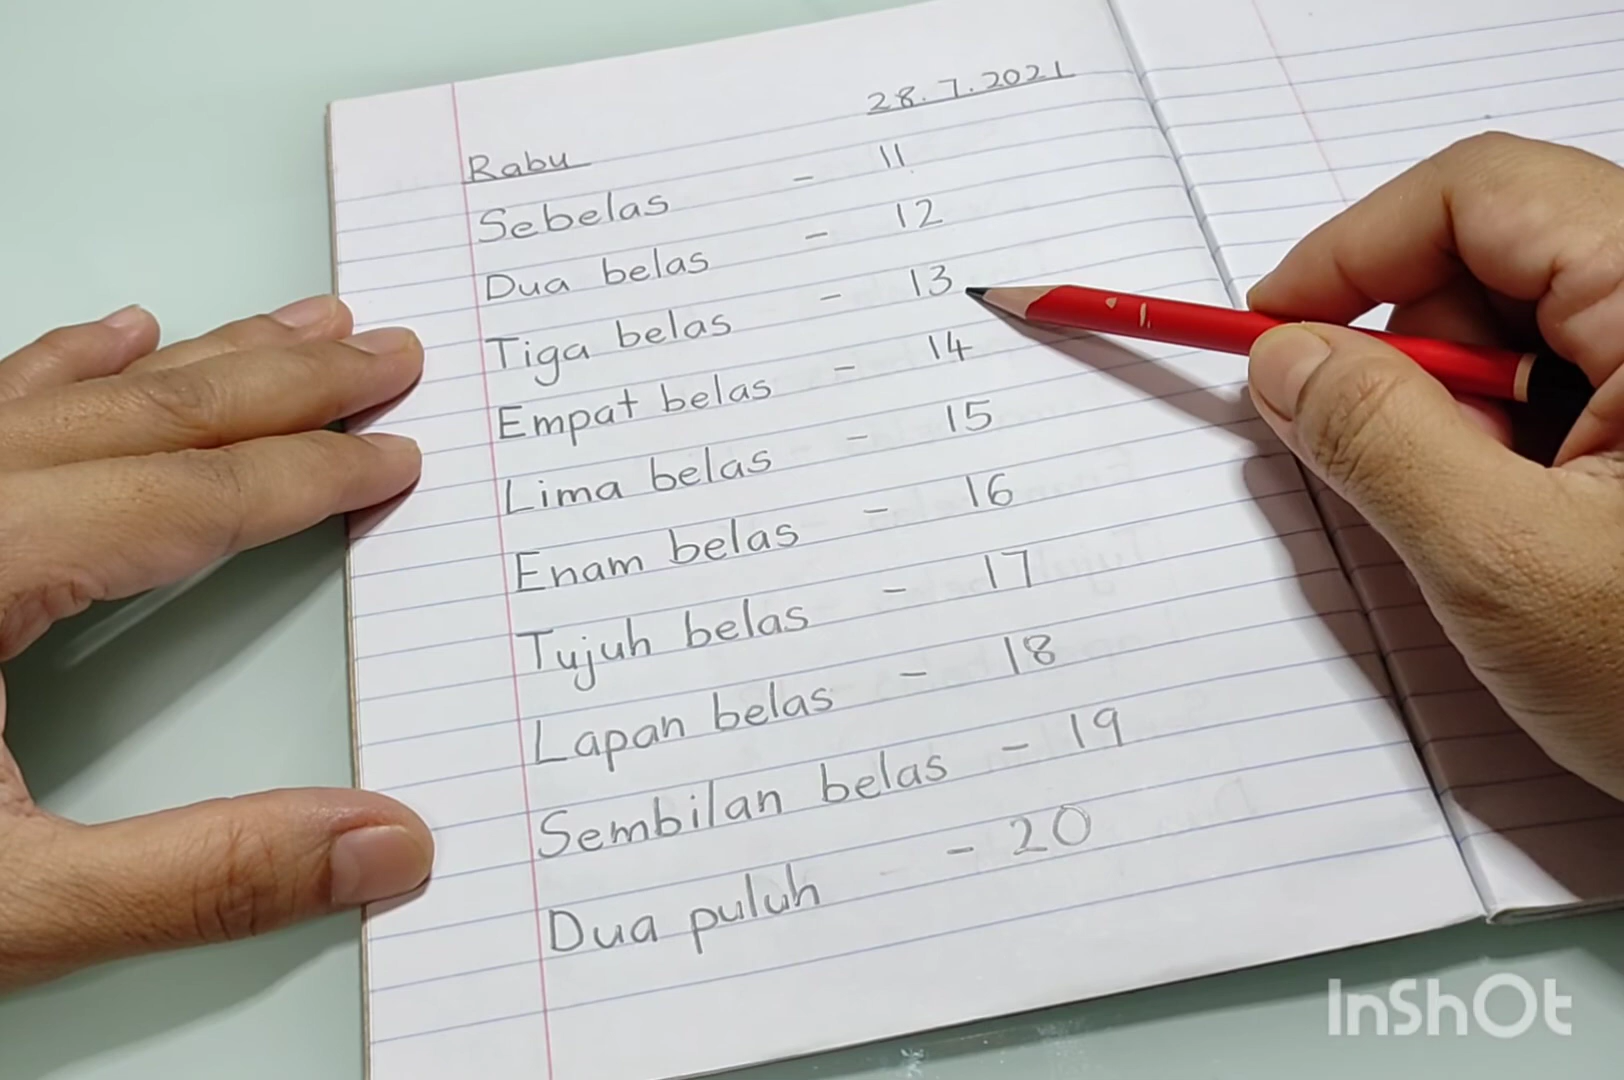 28.7.2021
Rabu
Sebelas - 11
Dua belas - 12
Tiga belas - 13
Empat belas - 14
Lima belas - 15
Enam belas - 16
Tujuh belas - 17
Lapan belas - 18
Sembilan belas - 19
Dua puluh - 20
InShOt